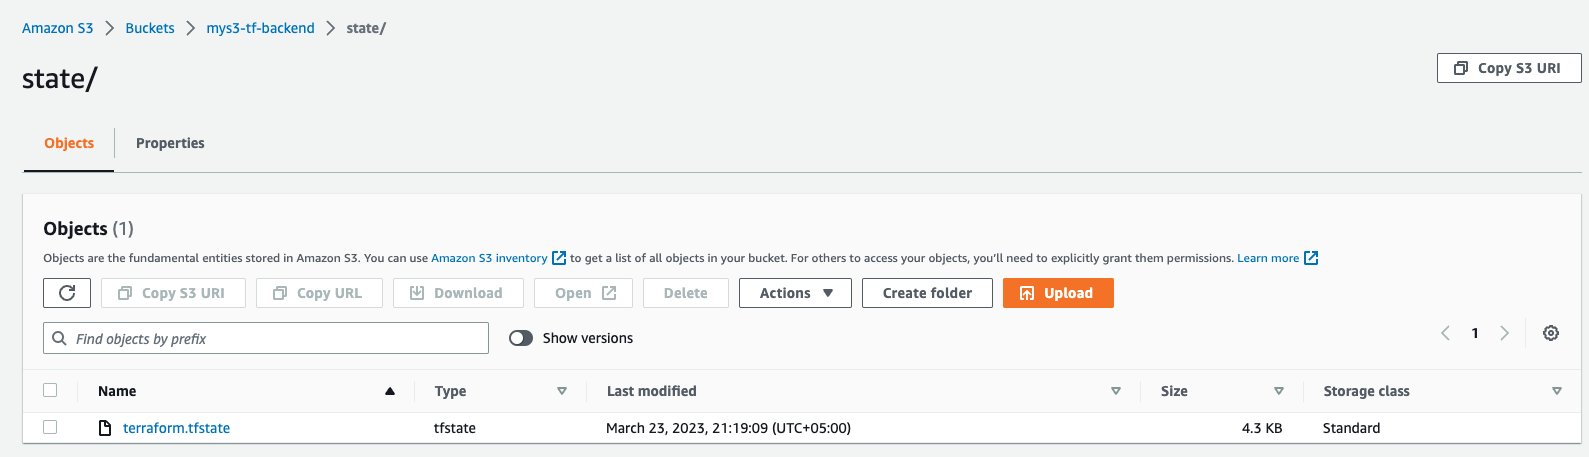 Amazon S3 > Buckets > mys3-tf-backend > state/
state/
Copy S3 URI
Objects Properties
Objects (1)
Objects are the fundamental entities stored in Amazon S3. You can use Amazon S3 inventory to get a list of all objects in your bucket. For others to access your objects, you'll need to explicitly grant them permissions. Learn more
Copy S3 URI Copy URL Download Open Delete Actions Create folder Upload
Find objects by prefix Show versions 1
Name Type Last modified Size Storage class
terraform.tfstate tfstate March 23, 2023, 21:19:09 (UTC+05:00) 4.3 KB Standard